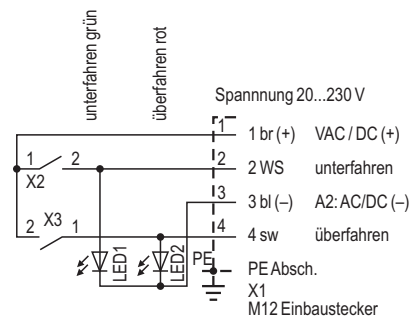 unterfahren grün
überfahren rot
Spannnung 20...230 V
1 1 br (+) VAC / DC (+)
1 2 2 2 WS unterfahren
X2
3 3 bl (–) A2: AC/DC (–)
2 X3 1 4 4 sw überfahren
LED1
LED2
PE PE Absch.
X1
M12 Einbaustecker